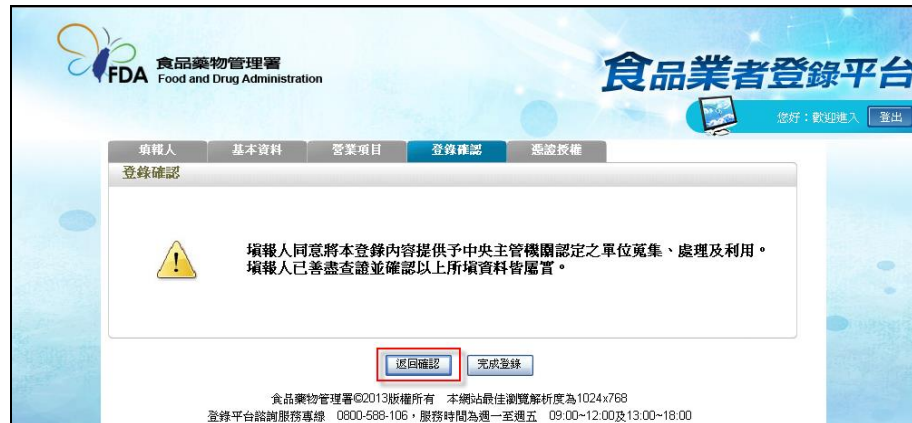 食品藥物管理署
FDA Food and Drug Administration
食品業者登錄平台
您好：歡迎進入 登出
填報人 基本資料 營業項目 登錄確認 憑證授權
登錄確認
填報人同意將本登錄內容提供予中央主管機關認定之單位蒐集、處理及利用。
填報人已善盡查證並確認以上所填資料皆屬實。
返回確認 完成登錄
食品藥物管理署©2013版權所有 本網站最佳瀏覽解析度為1024x768
登錄平台諮詢服務專線 0800-588-106，服務時間為週一至週五 09:00~12:00及13:00~18:00